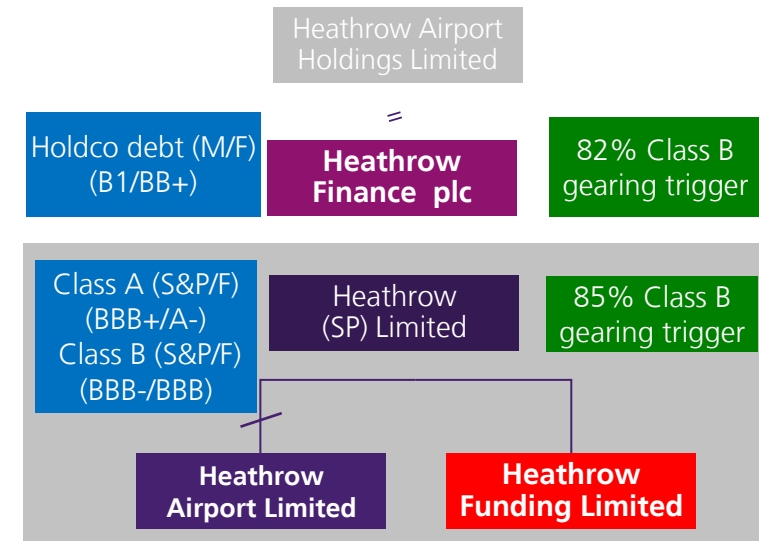 Heathrow Airport
Holdings Limited
=
Holdco debt (M/F)
(B1/BB+)
Heathrow
Finance plc
82% Class B
gearing trigger
Class A (S&P/F)
(BBB+/A-)
Class B (S&P/F)
(BBB-/BBB)
Heathrow
(SP) Limited
85% Class B
gearing trigger
Heathrow
Airport Limited
Heathrow
Funding Limited